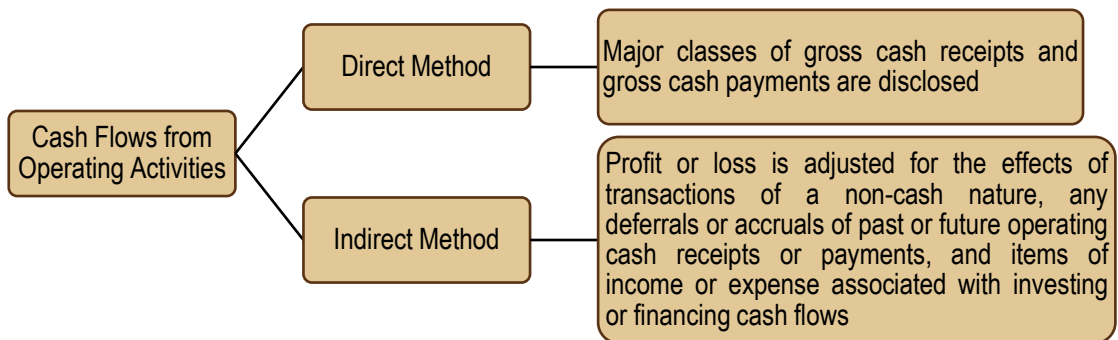 Cash Flows from
Operating Activities
Direct Method
Major classes of gross cash receipts and
gross cash payments are disclosed
Indirect Method
Profit or loss is adjusted for the effects of
transactions of a non-cash nature, any
deferrals or accruals of past or future operating
cash receipts or payments, and items of
income or expense associated with investing
or financing cash flows